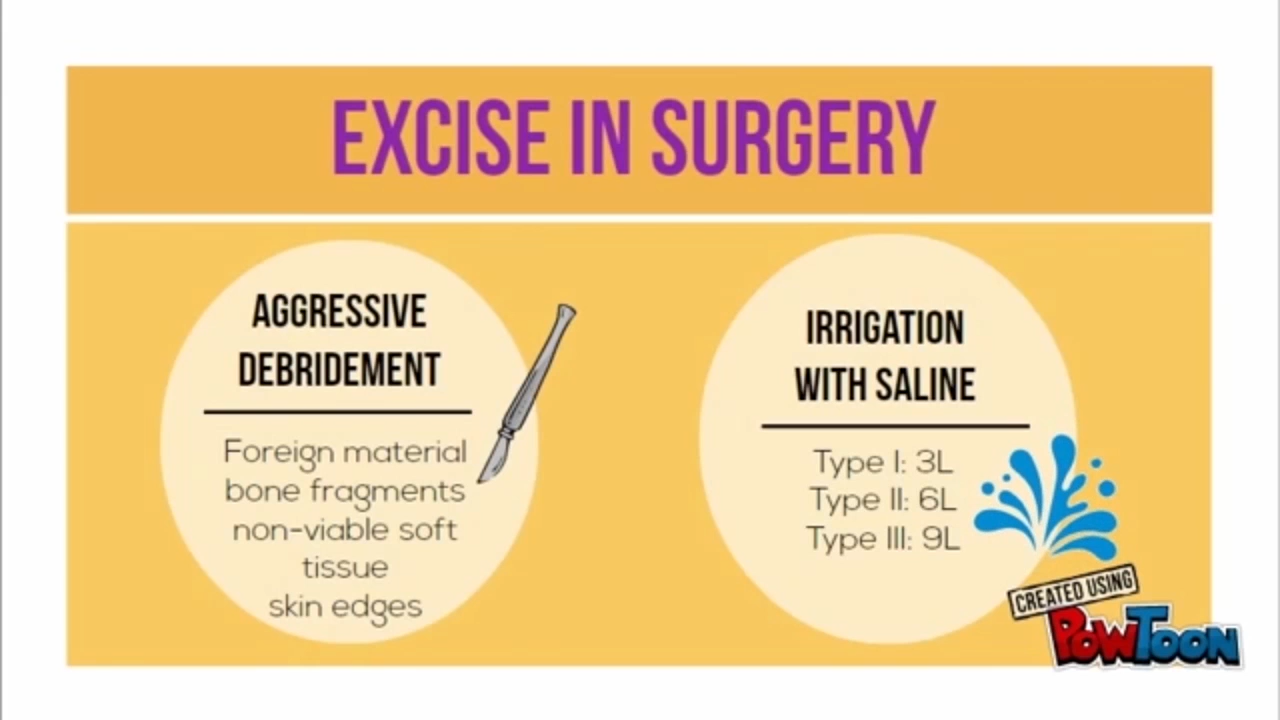 EXCISE IN SURGERY
AGGRESSIVE
DEBRIDEMENT
Foreign material
bone fragments
non-viable soft
tissue
skin edges
IRRIGATION
WITH SALINE
Type I: 3L
Type II: 6L
Type III: 9L
CREATED USING
POWTOON